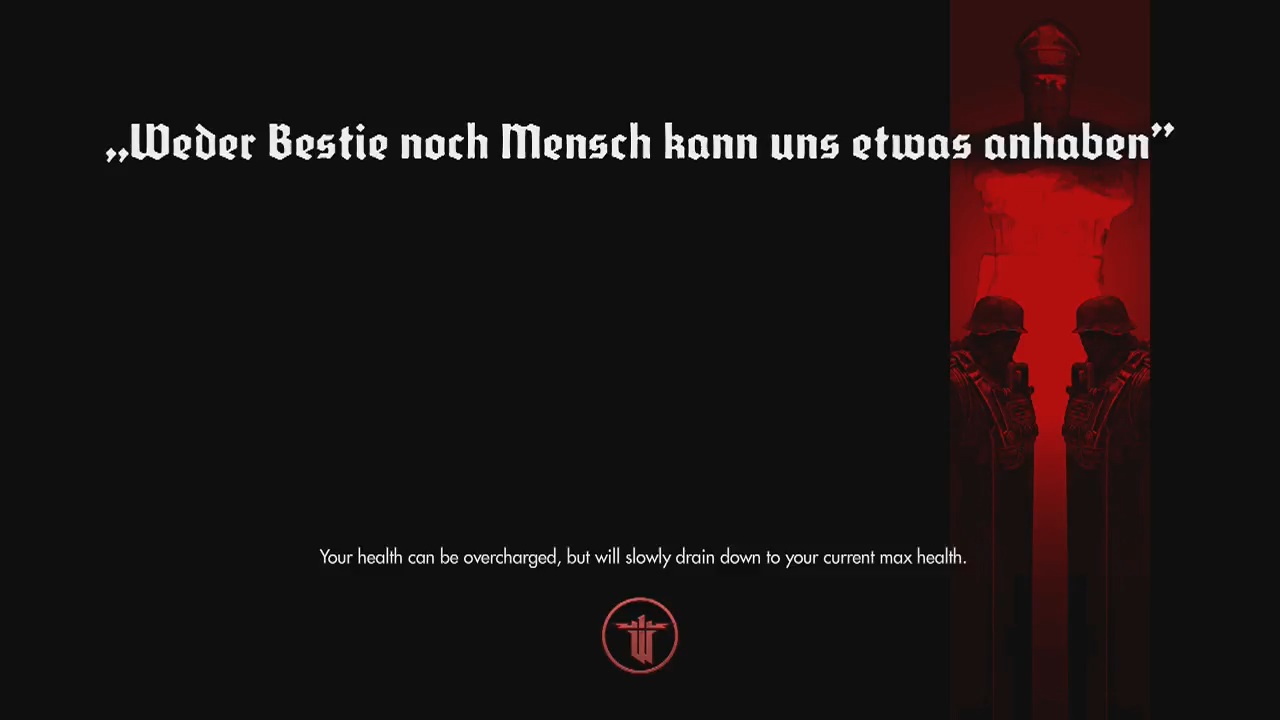 „Weder Bestie noch Mensch kann uns etwas anhaben”
Your health can be overcharged, but will slowly drain down to your current max health.